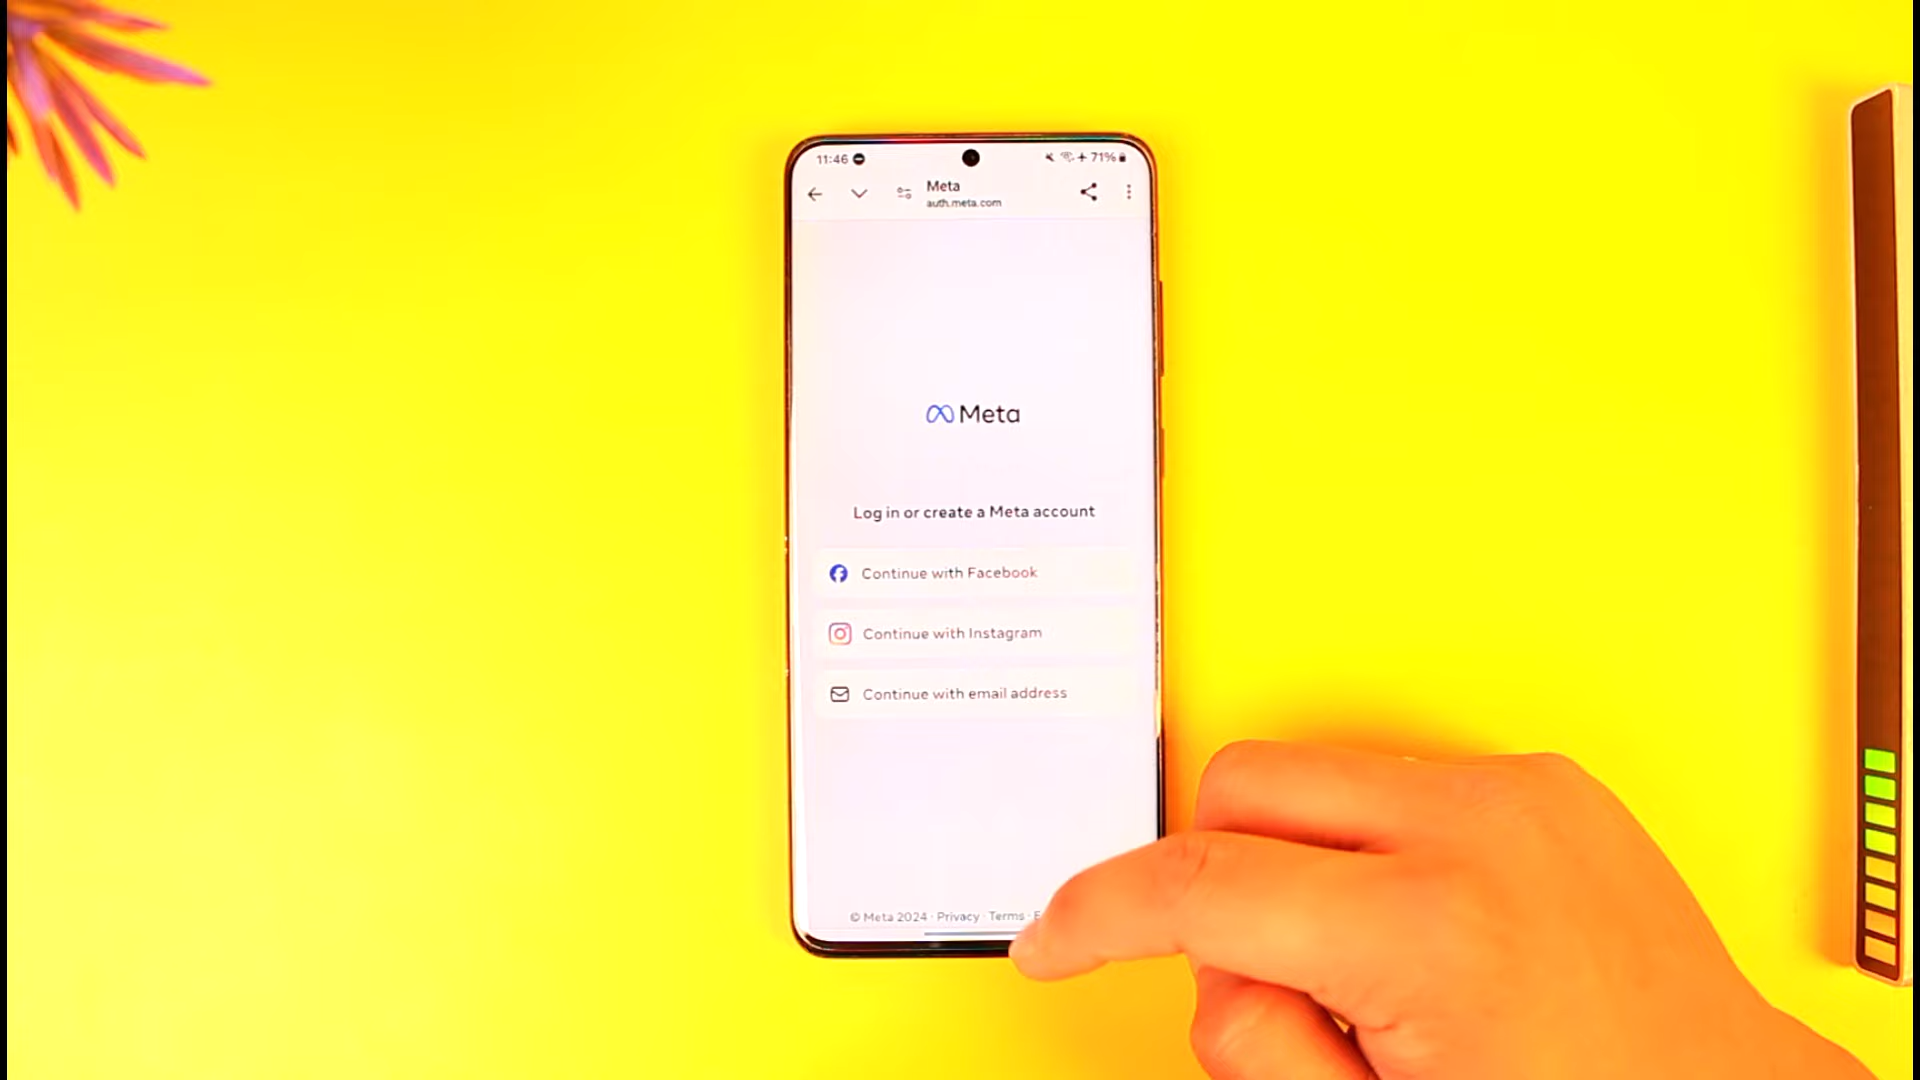 11:46
71%
Meta
auth.meta.com
Meta
Log in or create a Meta account
Continue with Facebook
Continue with Instagram
Continue with email address
© Meta 2024 · Privacy · Terms ·